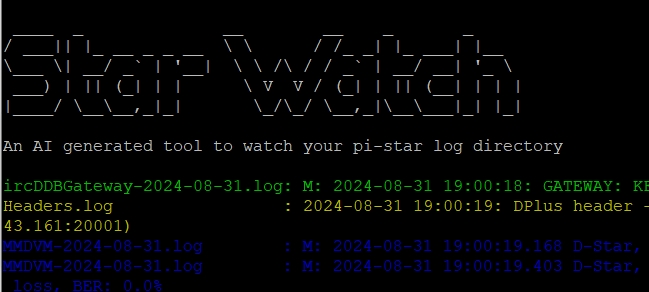 Star Watch
An AI generated tool to watch your pi-star log directory
ircDDBGateway-2024-08-31.log: M: 2024-08-31 19:00:18: GATEWAY: KE
Headers.log : 2024-08-31 19:00:19: DPlus header -
43.161:20001)
MMDVM-2024-08-31.log : M: 2024-08-31 19:00:19.168 D-Star,
MMDVM-2024-08-31.log : M: 2024-08-31 19:00:19.403 D-Star,
loss, BER: 0.0%